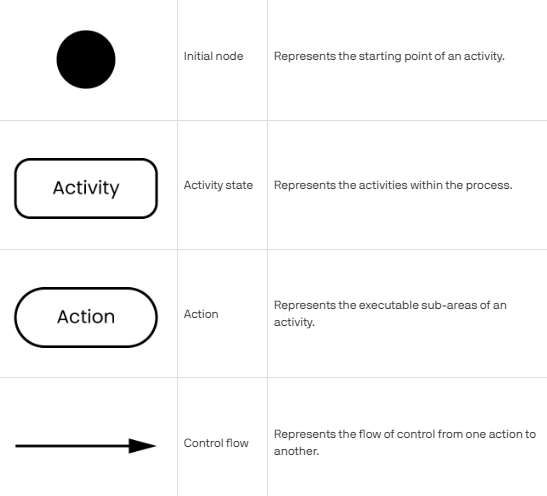 Initial node
Represents the starting point of an activity.
Activity
Activity state
Represents the activities within the process.
Action
Action
Represents the executable sub-areas of an
activity.
Control flow
Represents the flow of control from one action to
another.